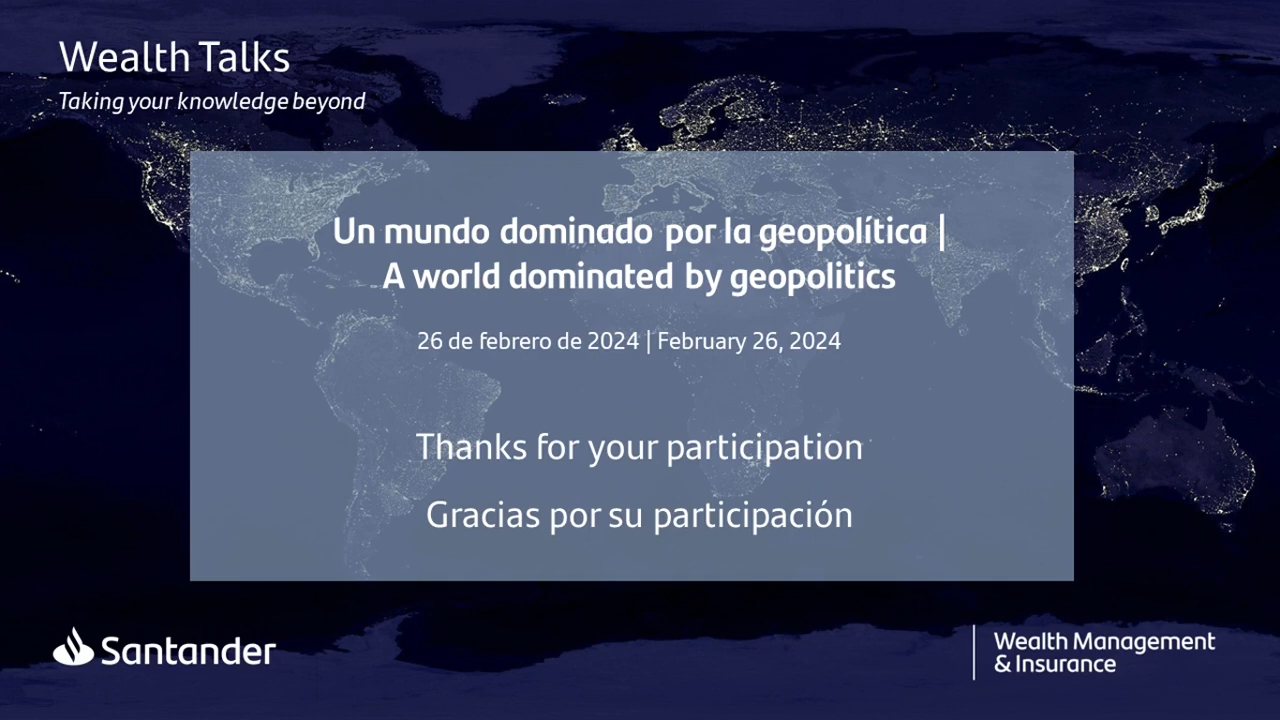 Wealth Talks
Taking your knowledge beyond
Un mundo dominado por la geopolítica |
A world dominated by geopolitics
26 de febrero de 2024 | February 26, 2024
Thanks for your participation
Gracias por su participación
Santander
Wealth Management
& Insurance